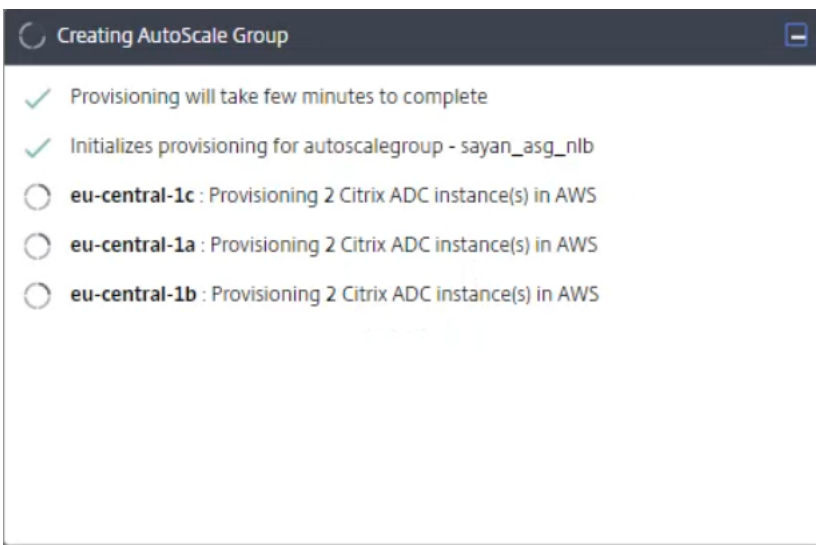 Creating AutoScale Group
Provisioning will take few minutes to complete
Initializes provisioning for autoscalegroup - sayan_asg_nlb
eu-central-1c : Provisioning 2 Citrix ADC instance(s) in AWS
eu-central-1a : Provisioning 2 Citrix ADC instance(s) in AWS
eu-central-1b : Provisioning 2 Citrix ADC instance(s) in AWS